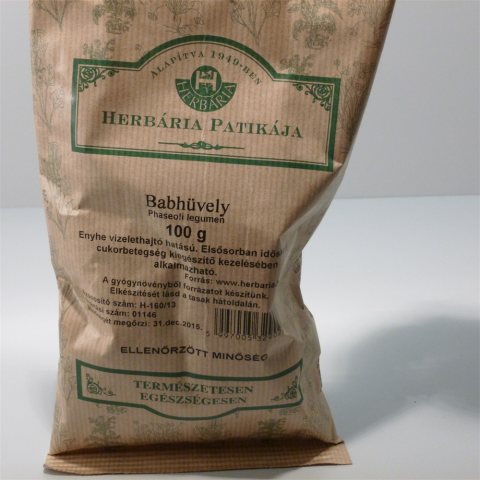 ALAPÍTVA 1949-BEN
HERBÁRIA
HERBÁRIA PATIKÁJA
Babhüvely
Phaseoli legumen
100 g
Enyhe vizelethajtó hatású. Elsősorban
cukorbetegség kiegészítő kezelésében
alkalmazható.
Forrás: www.herbaria
A gyógynövényből forrázatot készítünk.
Elkészítését lásd a tasak hátoldalán.
szám: H-160/13
szám: 01146
megőrzi: 31.dec.2015.
ELLENŐRZÖTT MINŐSÉG
TERMÉSZETESEN
EGÉSZSÉGESEN